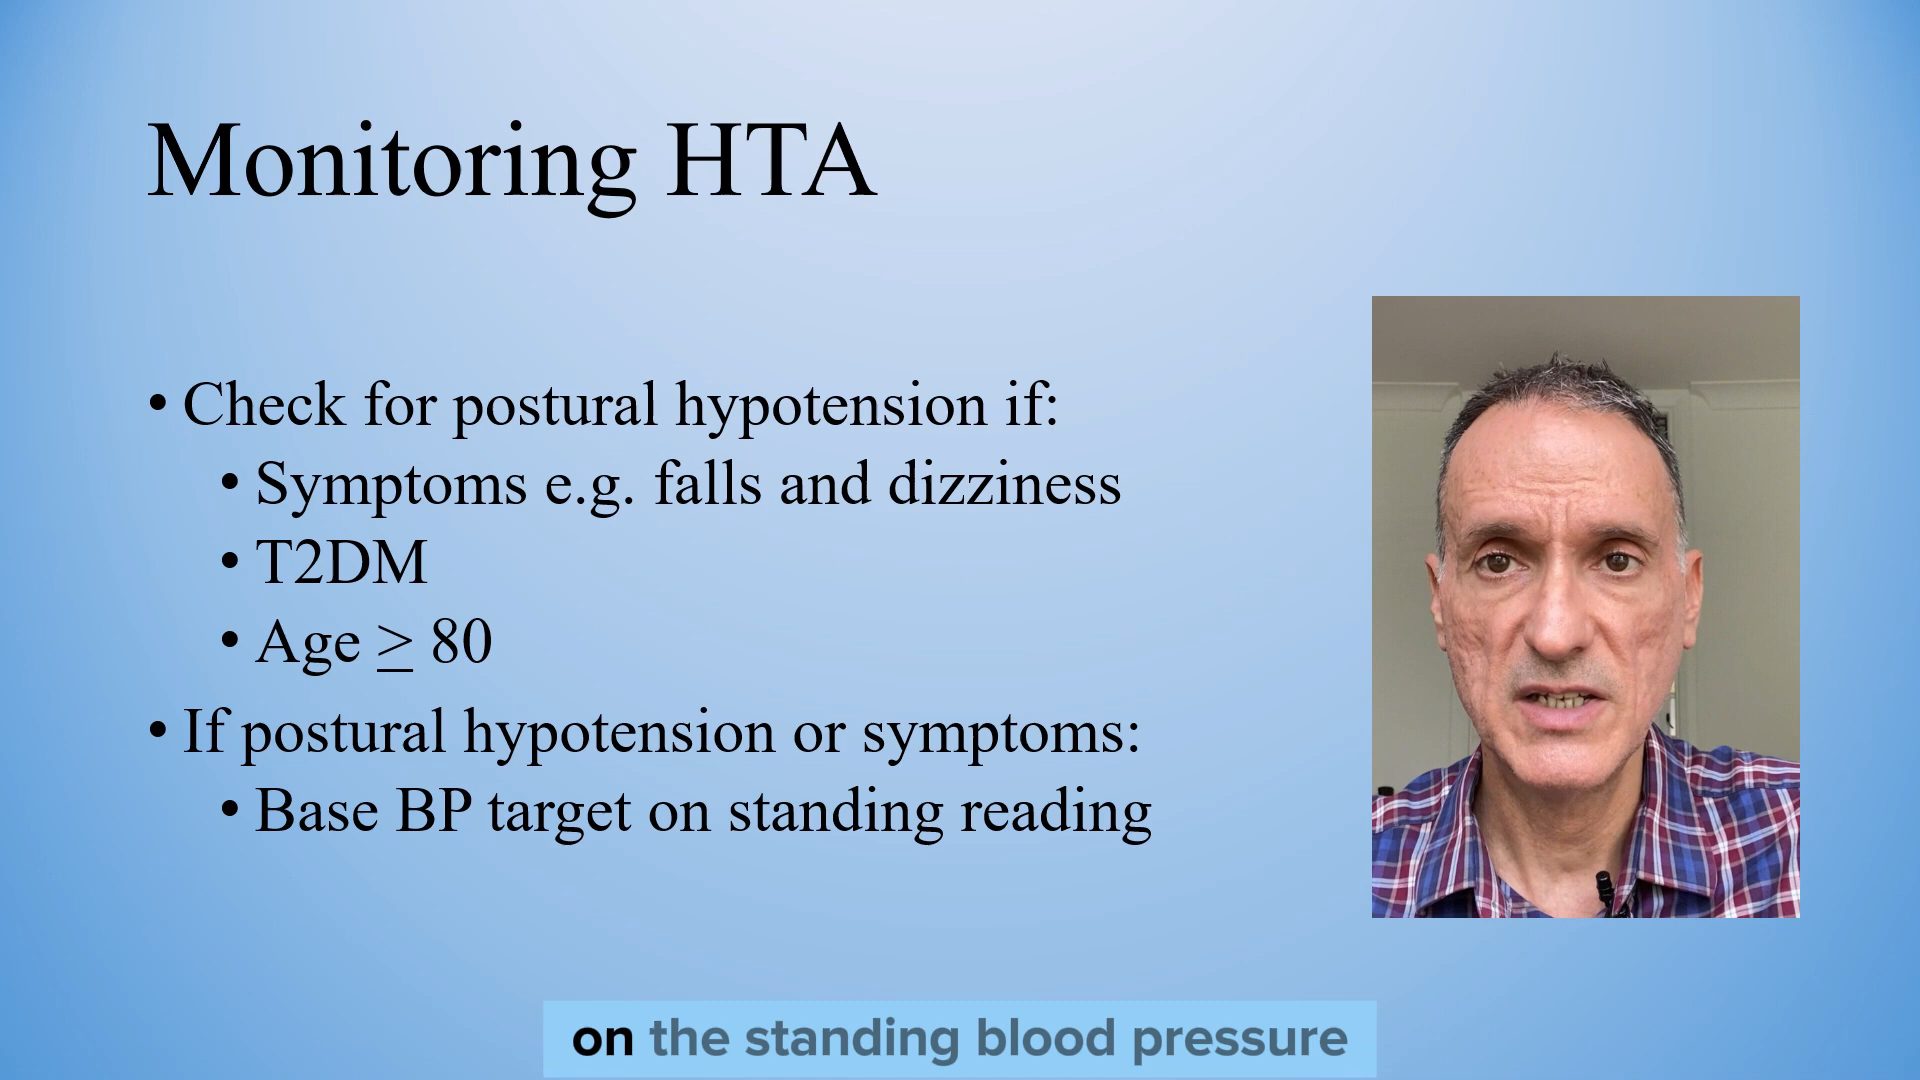 Monitoring HTA
• Check for postural hypotension if:
• Symptoms e.g. falls and dizziness
• T2DM
• Age ≥ 80
• If postural hypotension or symptoms:
• Base BP target on standing reading
on the standing blood pressure